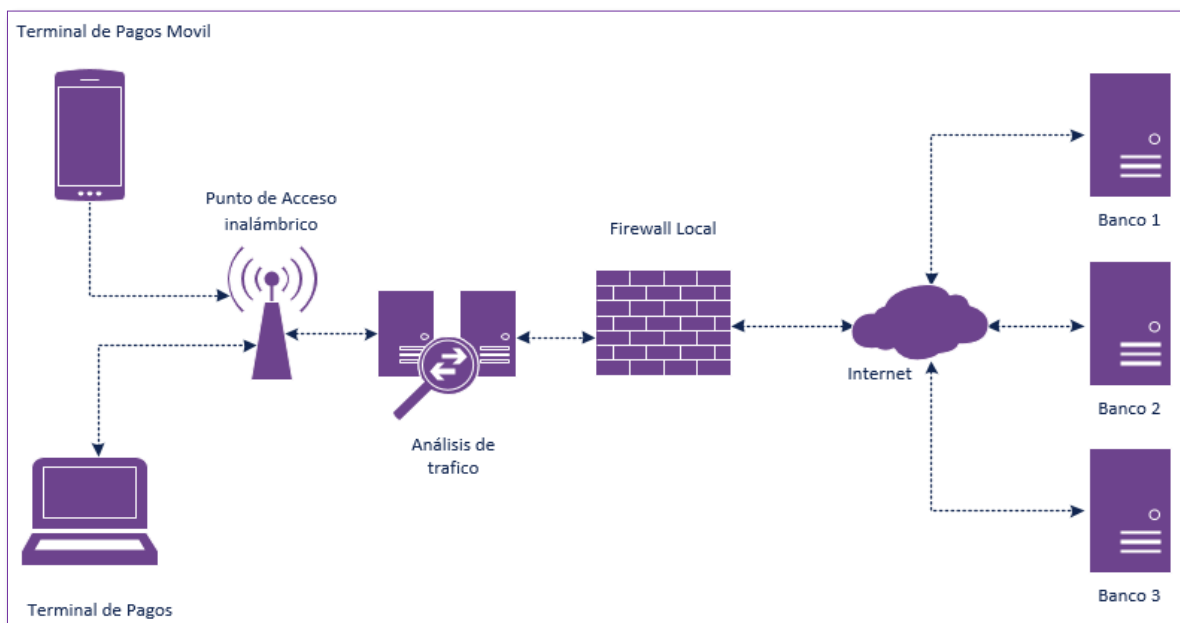 Terminal de Pagos Movil
Punto de Acceso
inalámbrico
Firewall Local
Banco 1
Internet
Banco 2
Análisis de
trafico
Banco 3
Terminal de Pagos